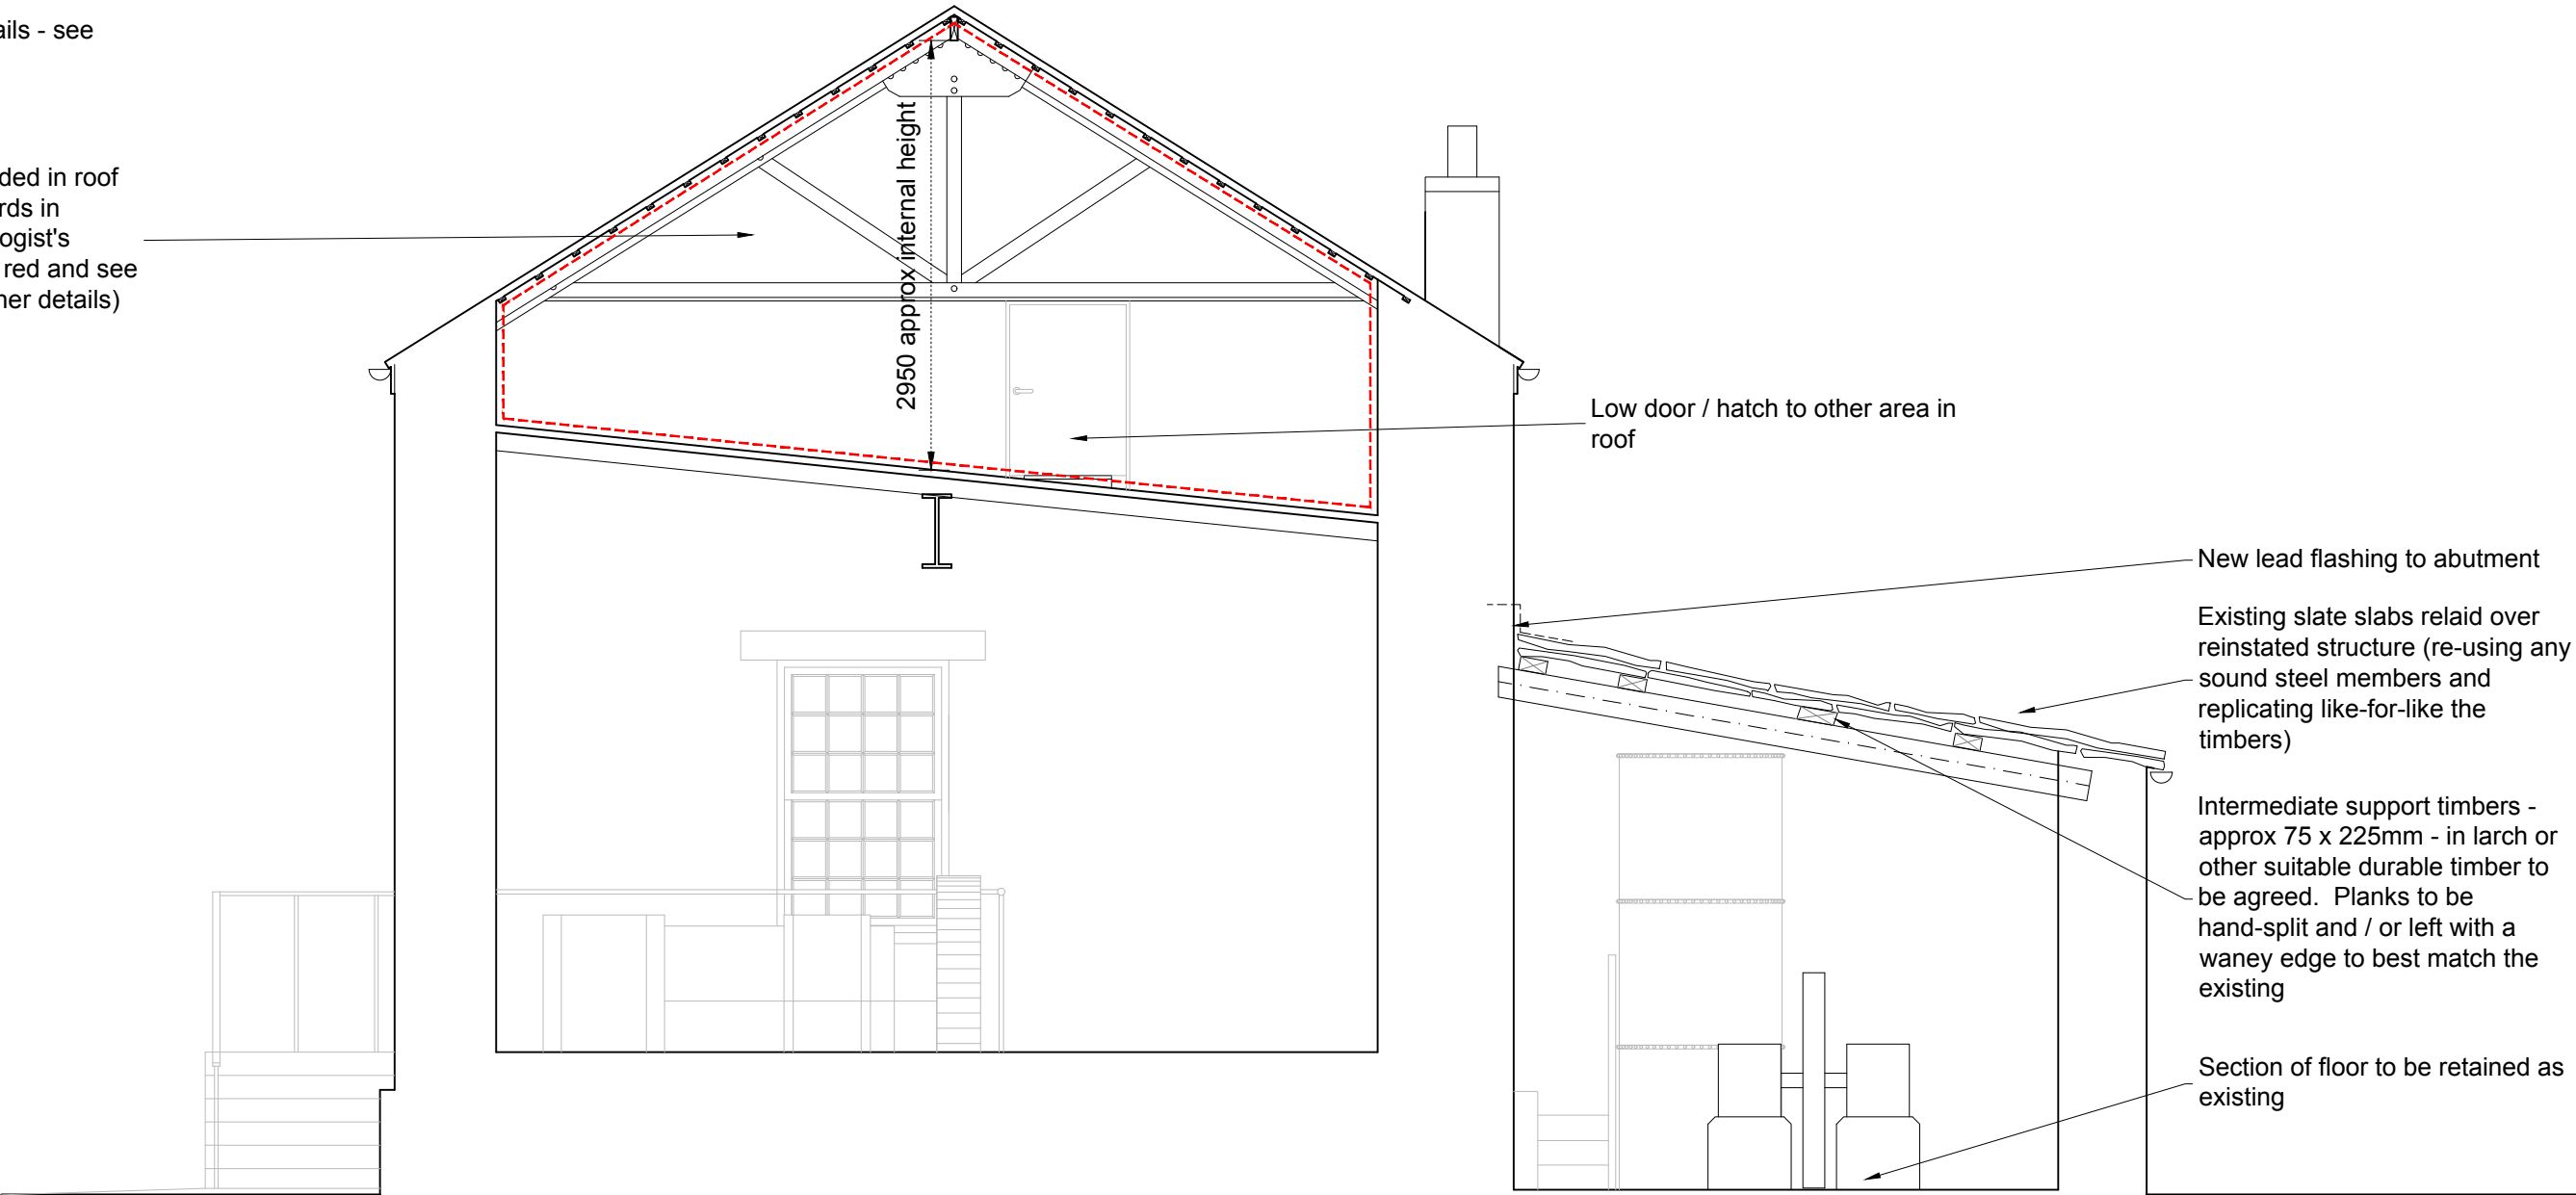 ails - see
ded in roof
rds in
ogist's
red and see
her details)
2950 approx internal height
Low door / hatch to other area in
roof
New lead flashing to abutment
Existing slate slabs relaid over
reinstated structure (re-using any
sound steel members and
replicating like-for-like the
timbers)
Intermediate support timbers -
approx 75 x 225mm - in larch or
other suitable durable timber to
be agreed.  Planks to be
hand-split and / or left with a
waney edge to best match the
existing
Section of floor to be retained as
existing